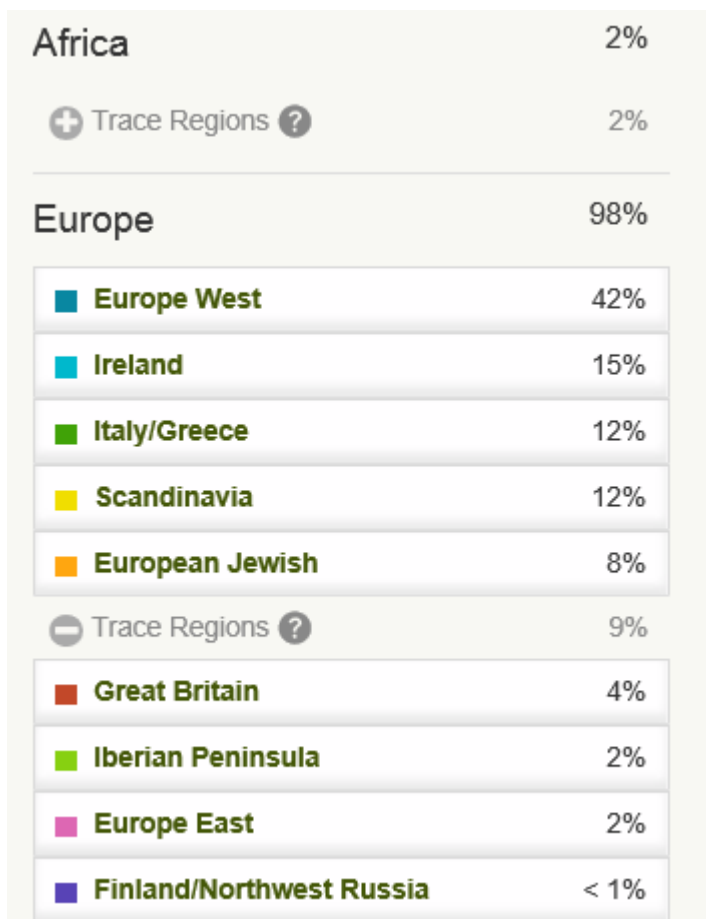 Africa 2%
Trace Regions ? 2%
Europe 98%
Europe West 42%
Ireland 15%
Italy/Greece 12%
Scandinavia 12%
European Jewish 8%
Trace Regions ? 9%
Great Britain 4%
Iberian Peninsula 2%
Europe East 2%
Finland/Northwest Russia < 1%